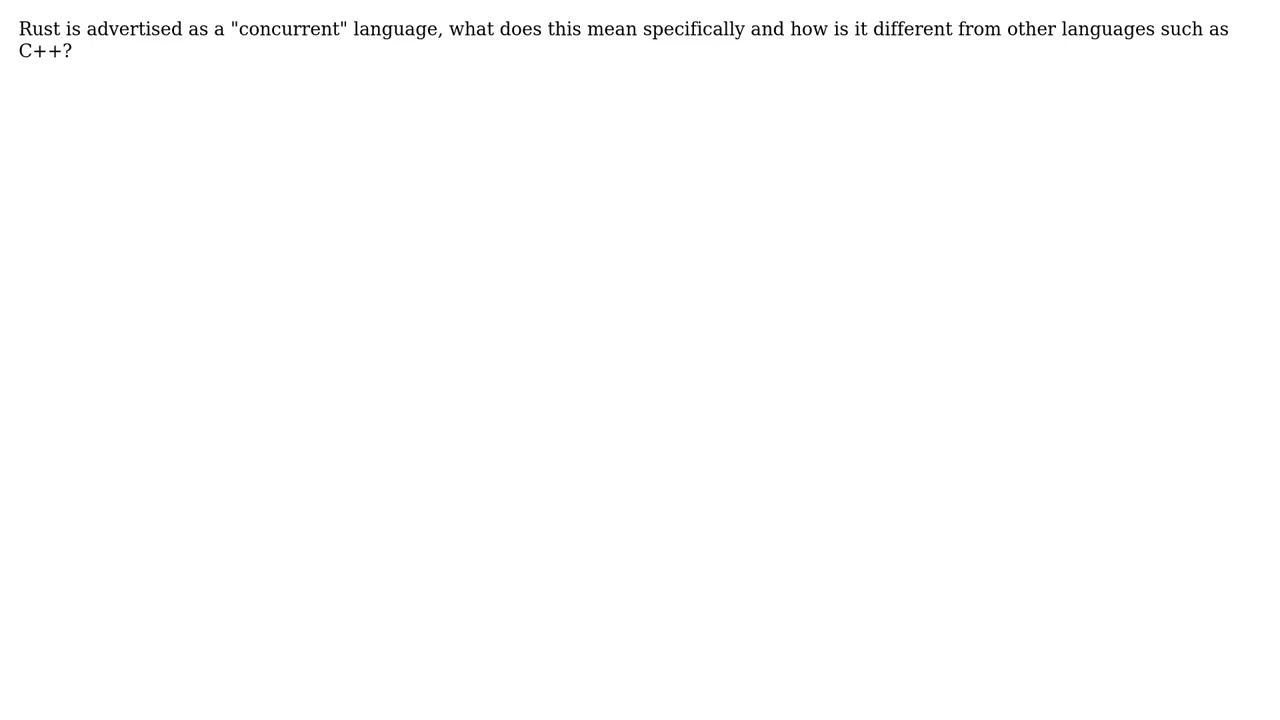 Rust is advertised as a "concurrent" language, what does this mean specifically and how is it different from other languages such as
C++?